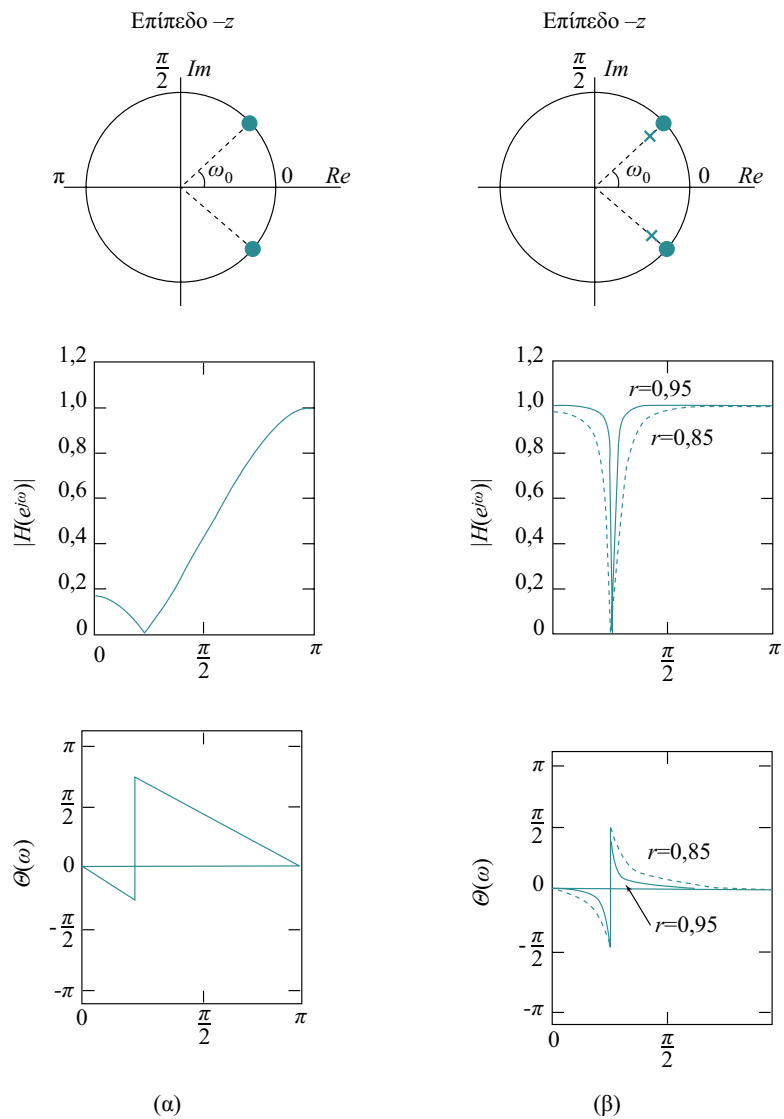 Επίπεδο –z
π/2
Im
π
ω0
0
Re
|H(e^jω)|
1,2
1,0
0,8
0,6
0,4
0,2
0
0
π/2
π
Θ(ω)
π
π/2
0
-π/2
-π
0
π/2
π
(α)
Επίπεδο –z
π/2
Im
ω0
0
Re
|H(e^jω)|
1,2
1,0
0,8
0,6
0,4
0,2
0
r=0,95
r=0,85
π/2
π
Θ(ω)
π
π/2
0
-π/2
-π
r=0,85
r=0,95
0
π/2
(β)